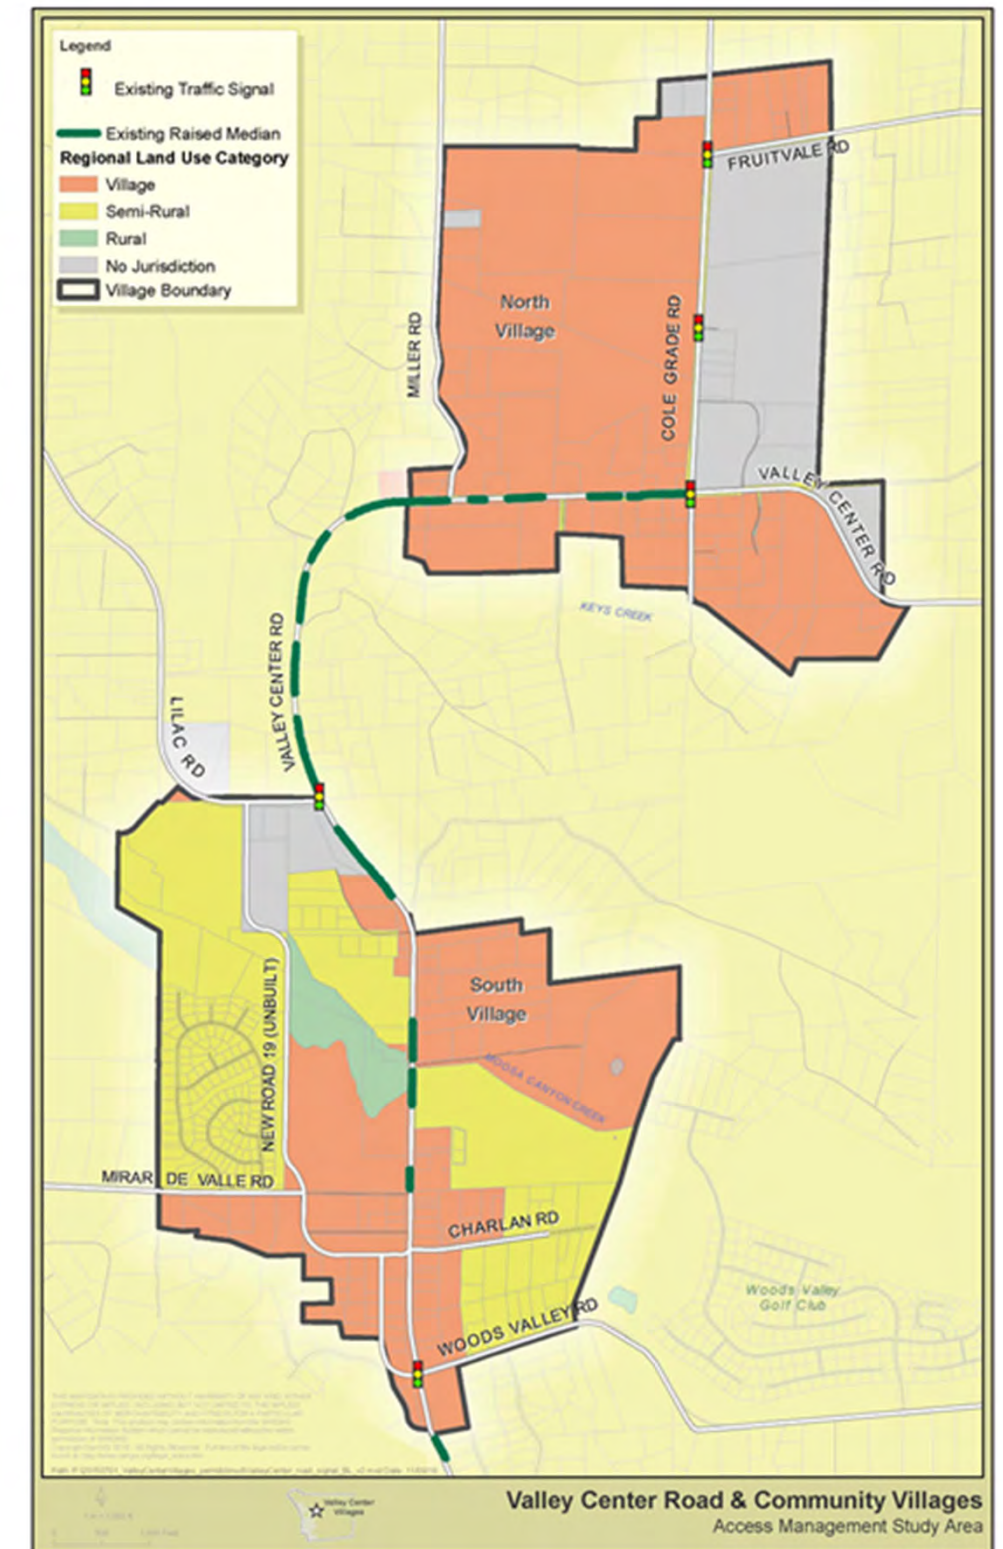 Legend
Existing Traffic Signal
Existing Raised Median
Regional Land Use Category
Village
Semi-Rural
Rural
No Jurisdiction
Village Boundary
FRUITVALE RD
North
Village
MILLER RD
COLE GRADE RD
VALLEY CENTER RD
KEYS CREEK
VALLEY CENTER RD
LILAC RD
South
Village
MOOSA CANYON CREEK
NEW ROAD 19 (UNBUILT)
MIRAR DE VALLE RD
CHARLAN RD
WOODS VALLEY RD
Woods Valley
Golf Club
Valley Center
Villages
Valley Center Road & Community Villages
Access Management Study Area